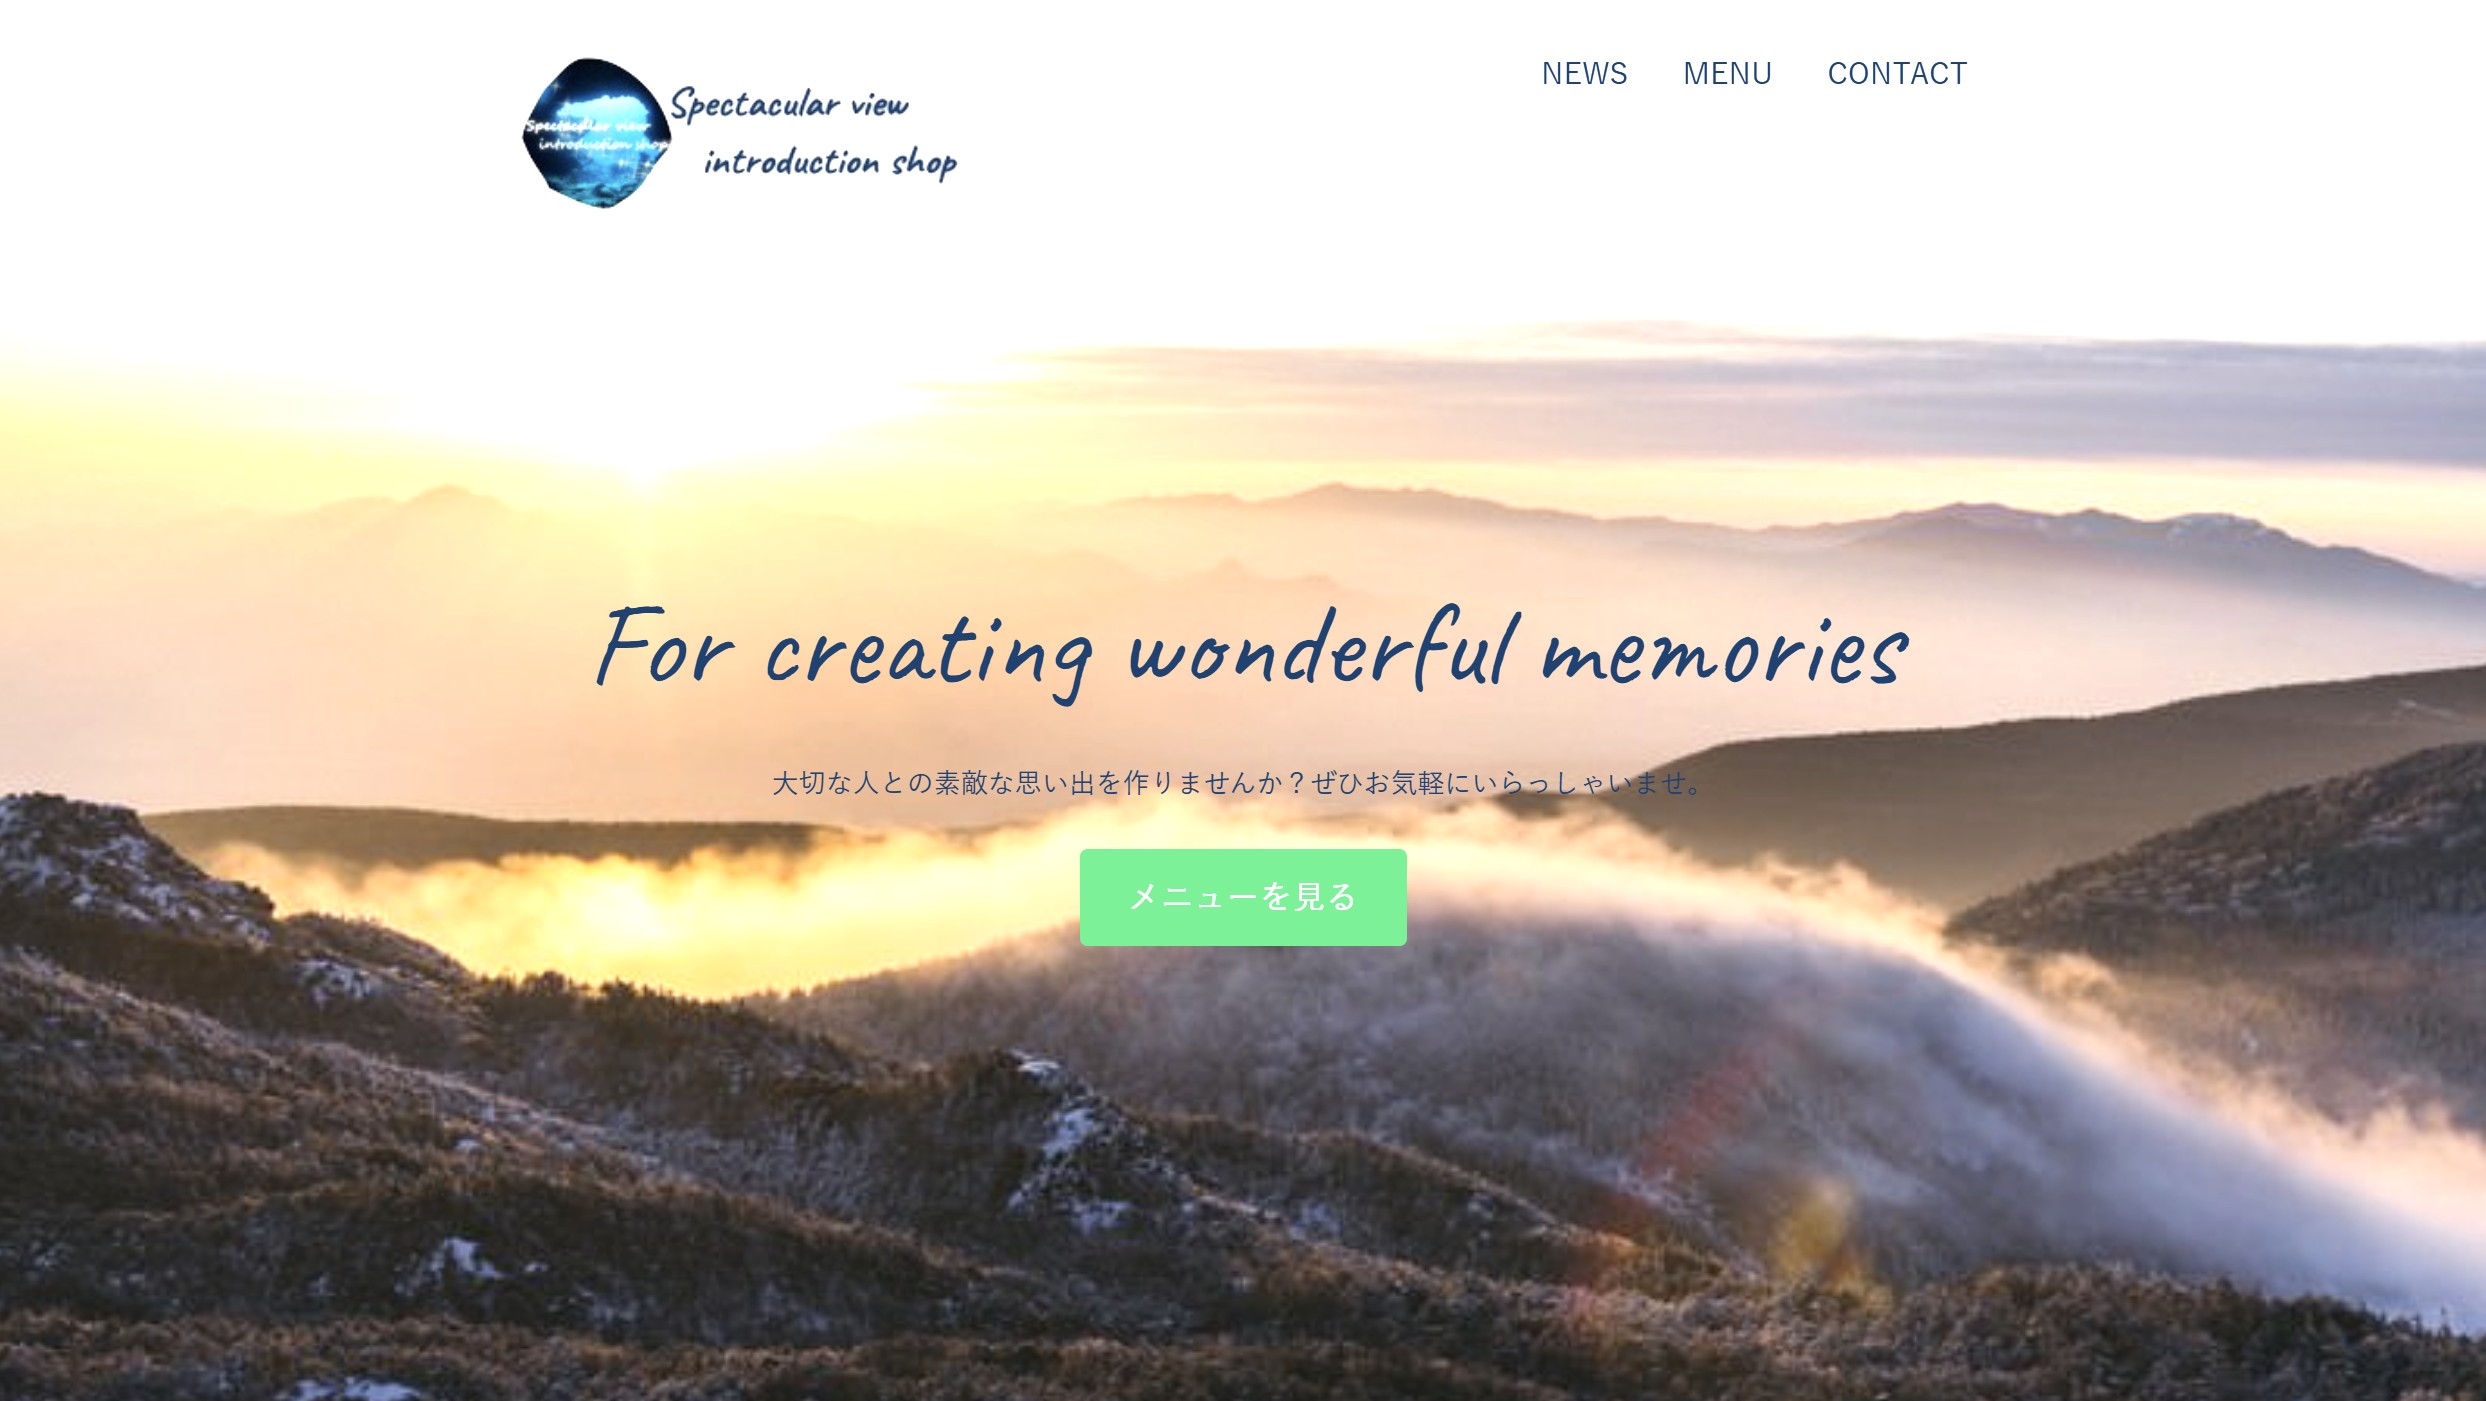 Spectacular view
introduction shop
Spectacular view
introduction shop
NEWS MENU CONTACT
For creating wonderful memories
大切な人との素敵な思い出を作りませんか？ぜひお気軽にいらっしゃいませ。
メニューを見る